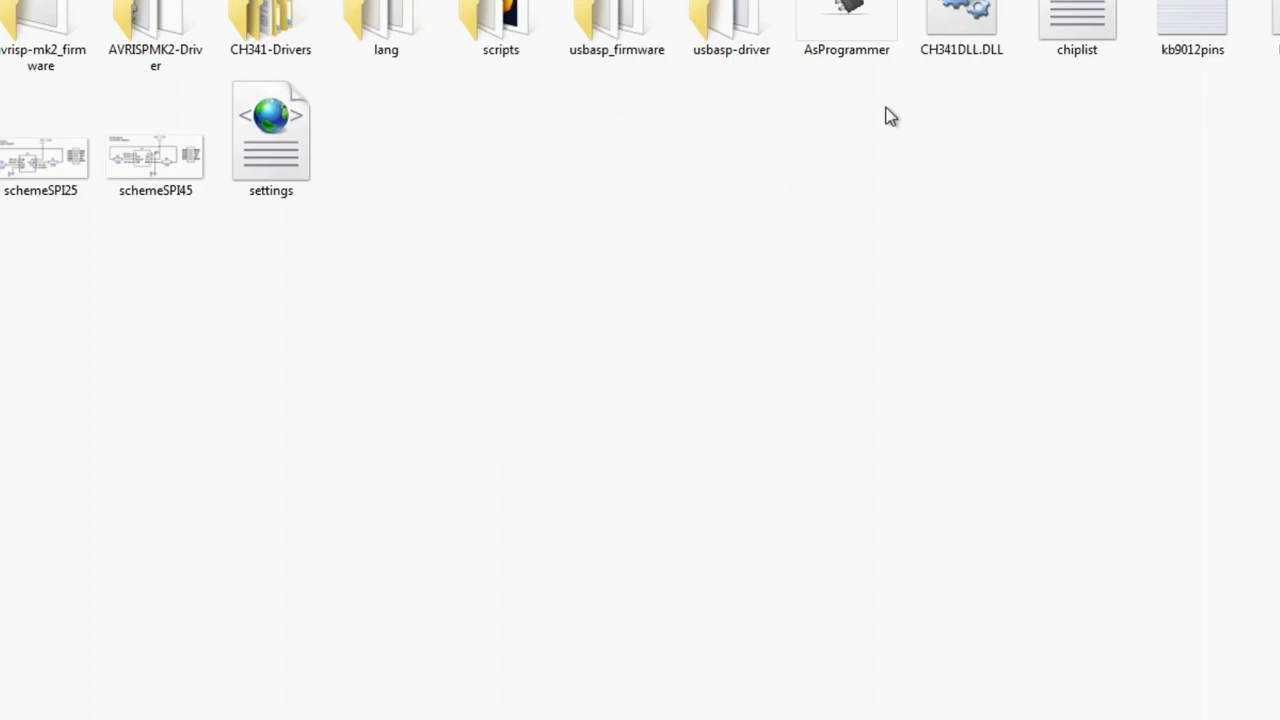 vrisp-mk2_firm
ware
AVRISPMK2-Driv
er
CH341-Drivers
lang
scripts
usbasp_firmware
usbasp-driver
AsProgrammer
CH341DLL.DLL
chiplist
kb9012pins
schemeSPI25
schemeSPI45
settings